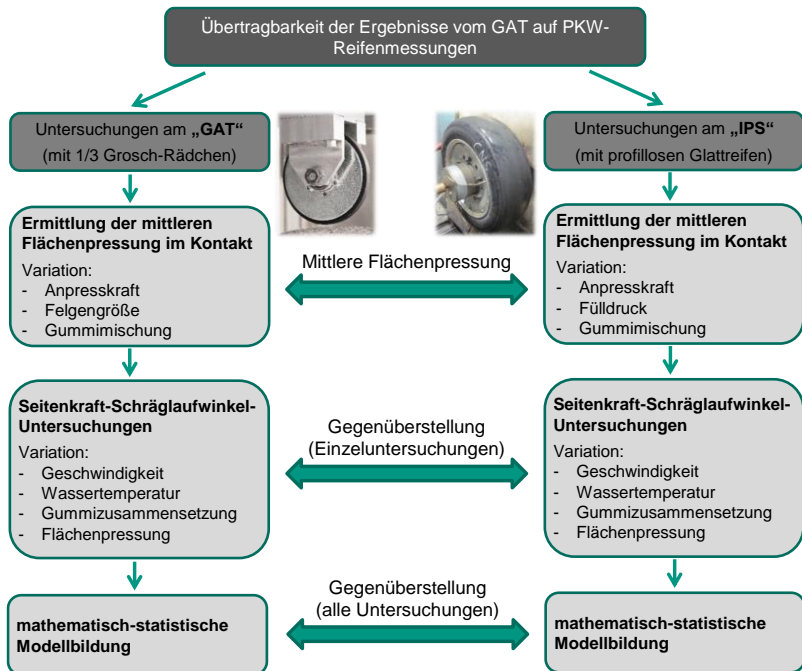 Übertragbarkeit der Ergebnisse vom GAT auf PKW-
Reifenmessungen
Untersuchungen am „GAT“
(mit 1/3 Grosch-Rädchen)
Untersuchungen am „IPS“
(mit profillosen Glattreifen)
Ermittlung der mittleren
Flächenpressung im Kontakt
Variation:
- Anpresskraft
- Felgengröße
- Gummimischung
Mittlere Flächenpressung
Ermittlung der mittleren
Flächenpressung im Kontakt
Variation:
- Anpresskraft
- Fülldruck
- Gummimischung
Seitenkraft-Schräglaufwinkel-
Untersuchungen
Variation:
- Geschwindigkeit
- Wassertemperatur
- Gummizusammensetzung
- Flächenpressung
Gegenüberstellung
(Einzeluntersuchungen)
Seitenkraft-Schräglaufwinkel-
Untersuchungen
Variation:
- Geschwindigkeit
- Wassertemperatur
- Gummizusammensetzung
- Flächenpressung
mathematisch-statistische
Modellbildung
Gegenüberstellung
(alle Untersuchungen)
mathematisch-statistische
Modellbildung